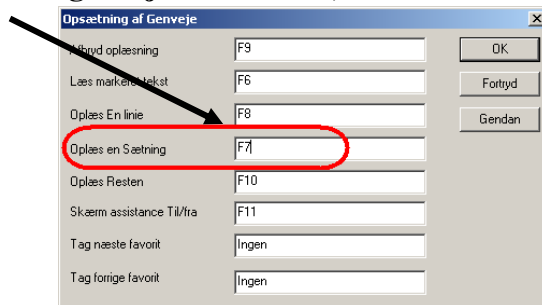 Opsætning af Genveje
Afbryd oplæsning F9 OK
Læs markeret tekst F6 Fortryd
Oplæs En linie F8 Gendan
Oplæs en Sætning F7
Oplæs Resten F10
Skærm assistance Til/fra F11
Tag næste favorit Ingen
Tag forrige favorit Ingen